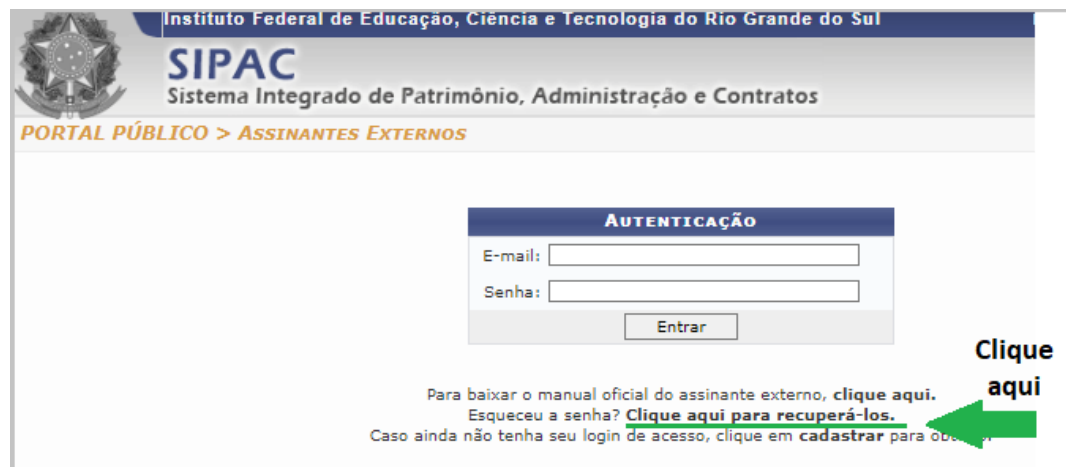 Instituto Federal de Educação, Ciência e Tecnologia do Rio Grande do Sul
SIPAC
Sistema Integrado de Patrimônio, Administração e Contratos
PORTAL PÚBLICO > ASSINANTES EXTERNOS
AUTENTICAÇÃO
E-mail:
Senha:
Entrar
Clique
aqui
Para baixar o manual oficial do assinante externo, clique aqui.
Esqueceu a senha? Clique aqui para recuperá-los.
Caso ainda não tenha seu login de acesso, clique em cadastrar para